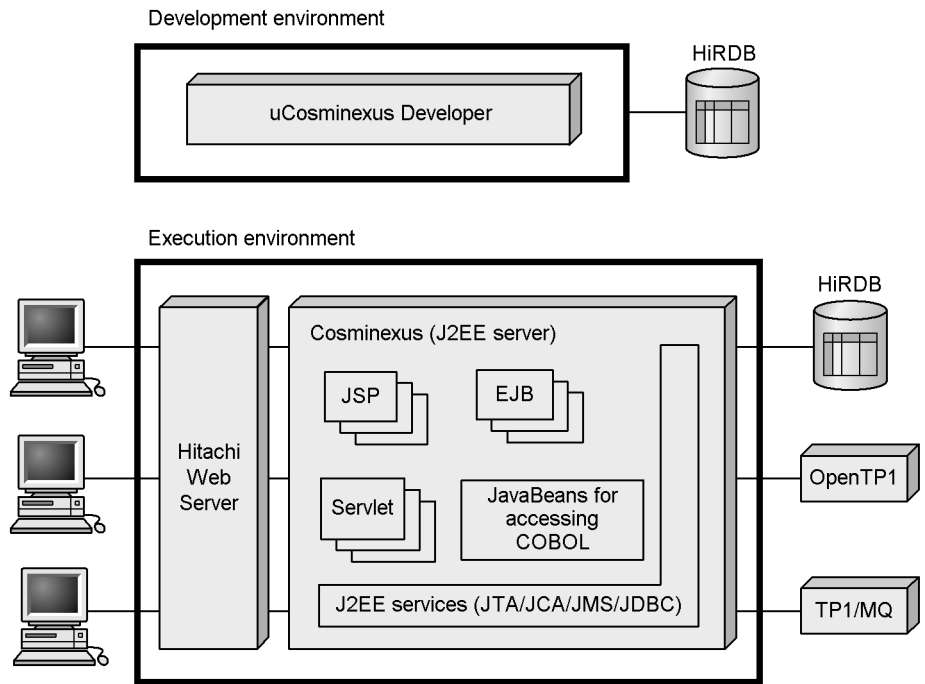 Development environment
HiRDB
uCosminexus Developer
Execution environment
HiRDB
Cosminexus (J2EE server)
JSP
EJB
Hitachi
Web
Server
OpenTP1
Servlet
JavaBeans for
accessing
COBOL
J2EE services (JTA/JCA/JMS/JDBC)
TP1/MQ